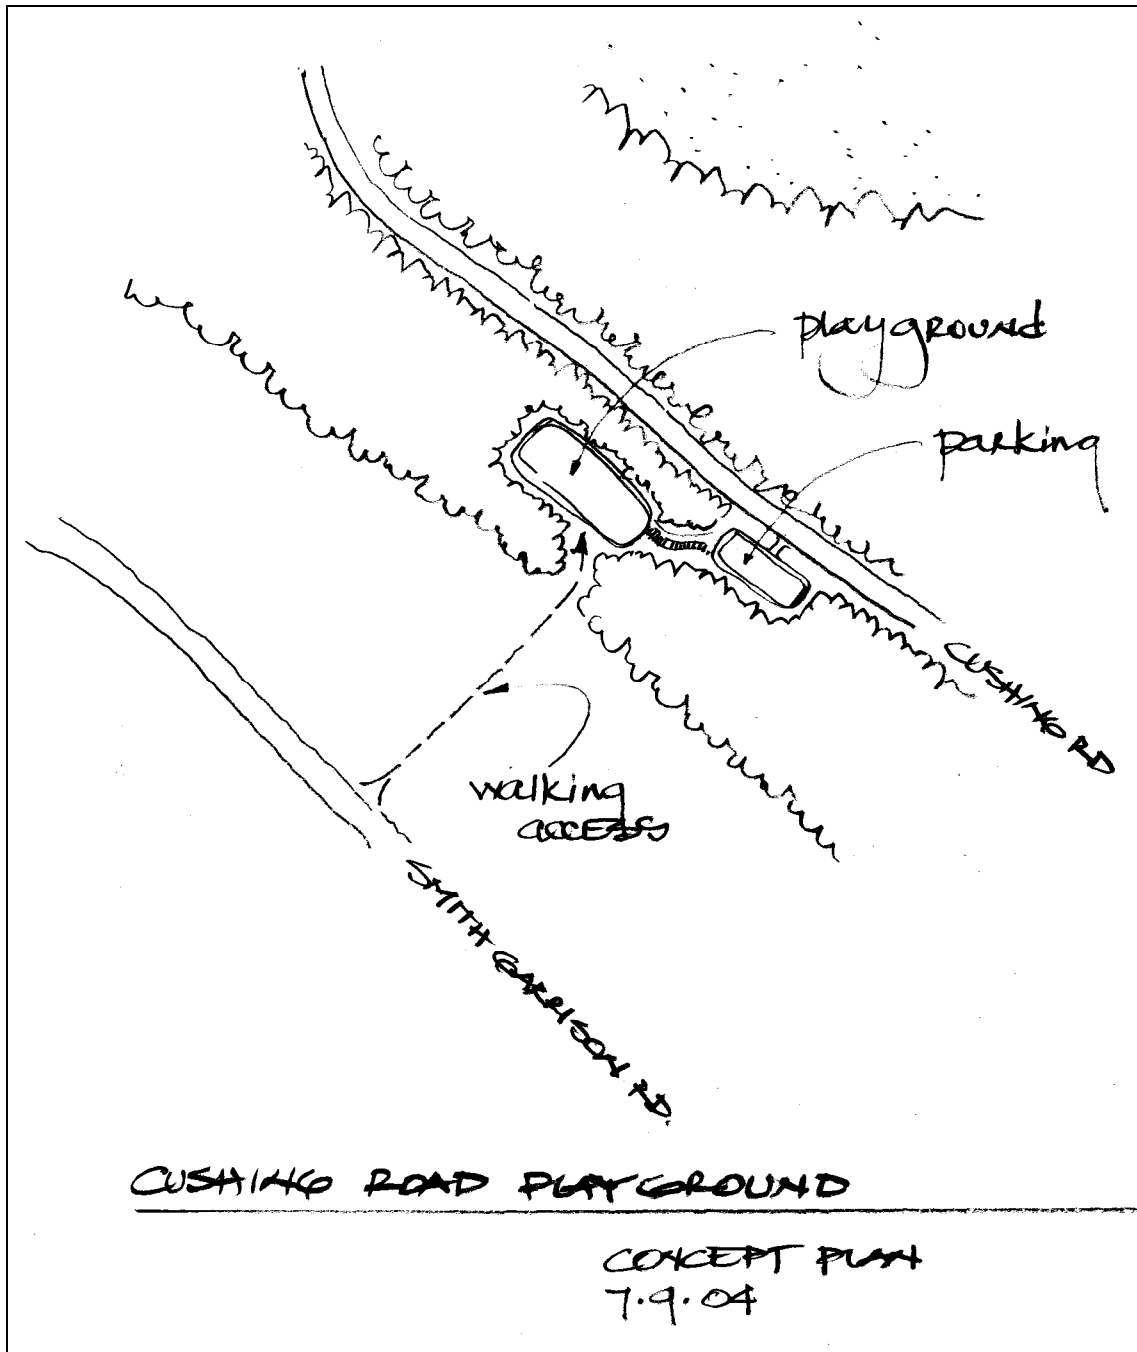 playground
parking
CUSHING RD
walking
ACCESS
SMITH GARRISON RD.
CUSHING ROAD PLAYGROUND
CONCEPT PLAN
7.9.04